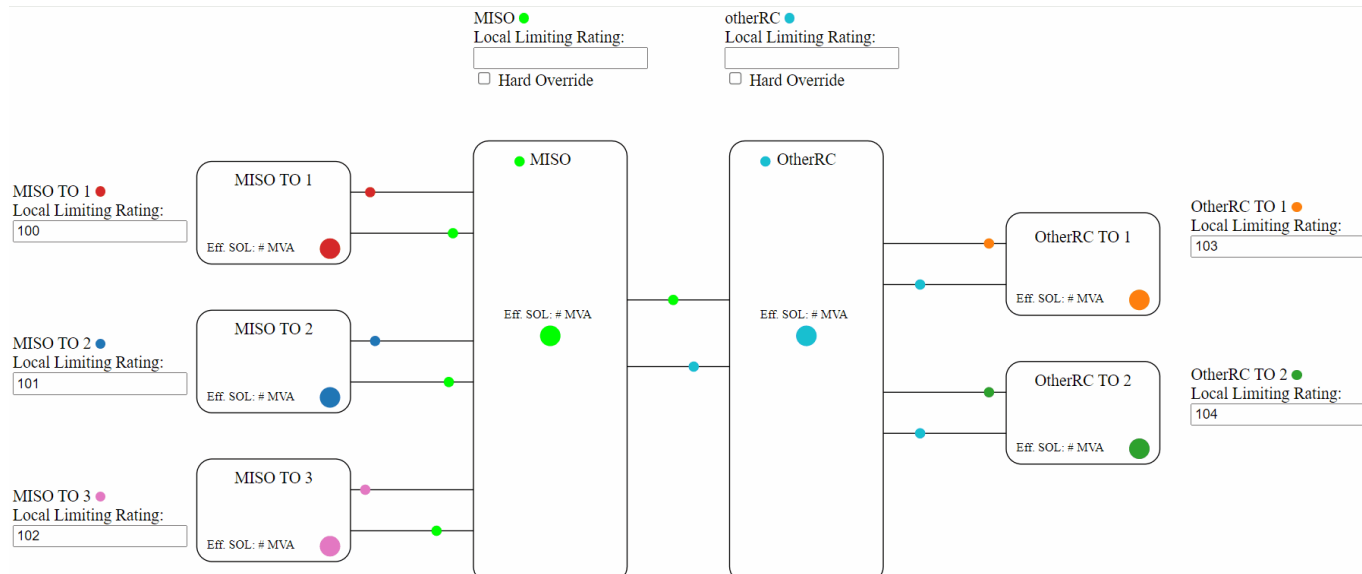 MISO
Local Limiting Rating:
Hard Override
otherRC
Local Limiting Rating:
Hard Override
MISO TO 1
Local Limiting Rating:
100
MISO TO 1
Eff. SOL: # MVA
MISO TO 2
Local Limiting Rating:
101
MISO TO 2
Eff. SOL: # MVA
MISO TO 3
Local Limiting Rating:
102
MISO TO 3
Eff. SOL: # MVA
MISO
Eff. SOL: # MVA
OtherRC
Eff. SOL: # MVA
OtherRC TO 1
Eff. SOL: # MVA
OtherRC TO 1
Local Limiting Rating:
103
OtherRC TO 2
Eff. SOL: # MVA
OtherRC TO 2
Local Limiting Rating:
104